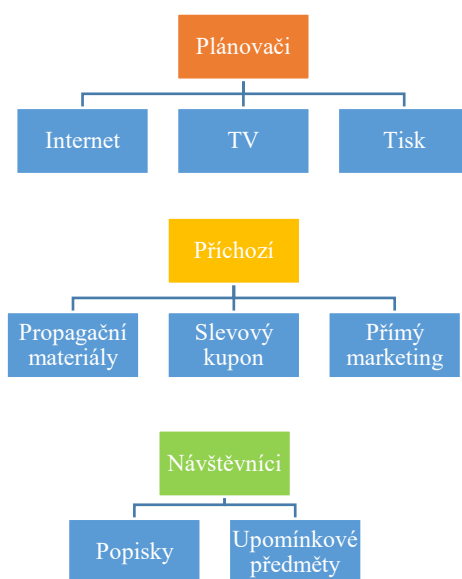 Plánovači
Internet
TV
Tisk
Příchozí
Propagační
materiály
Slevový
kupon
Přímý
marketing
Návštěvníci
Popisky
Upomínkové
předměty